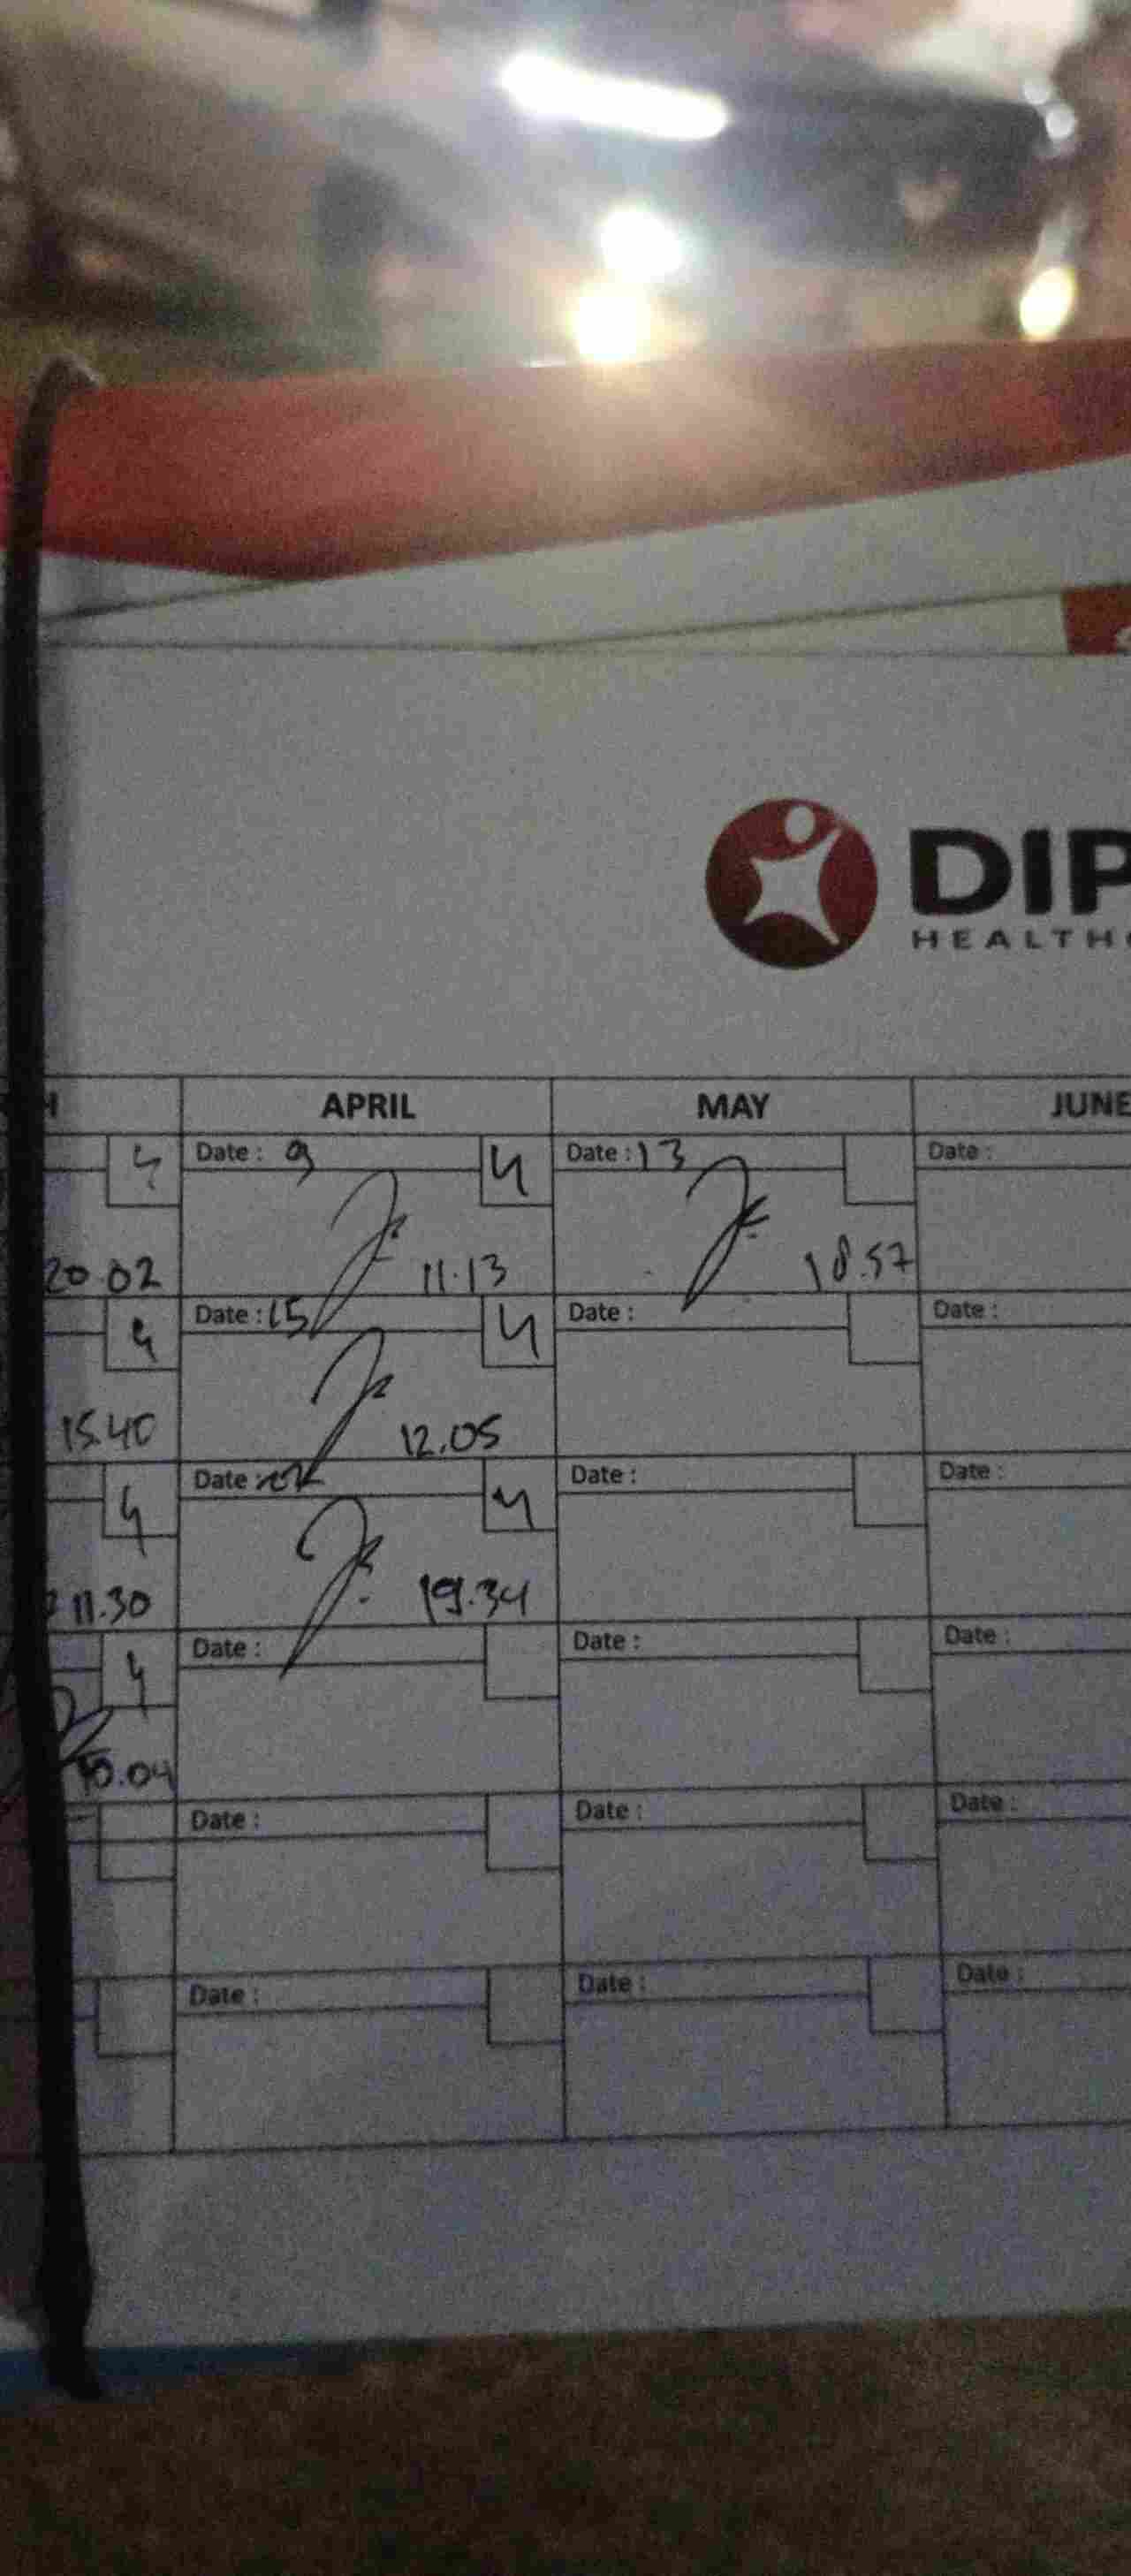 DIP
HEALTH
H APRIL MAY JUNE
4 Date : 9 4 Date : 13 Date :
20.02 11.13 18.57
4 Date : 15 4 Date : Date :
15.40 12.05
4 Date : 4 Date : Date :
11.30 19.34
4 Date : Date : Date :
10.04
Date : Date : Date :
Date : Date : Date :